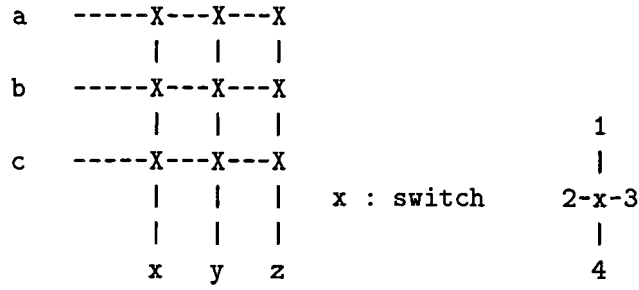 a -----X---X---X
| | |
b -----X---X---X
| | | 1
c -----X---X---X |
| | | x : switch 2-x-3
| | | |
x y z 4